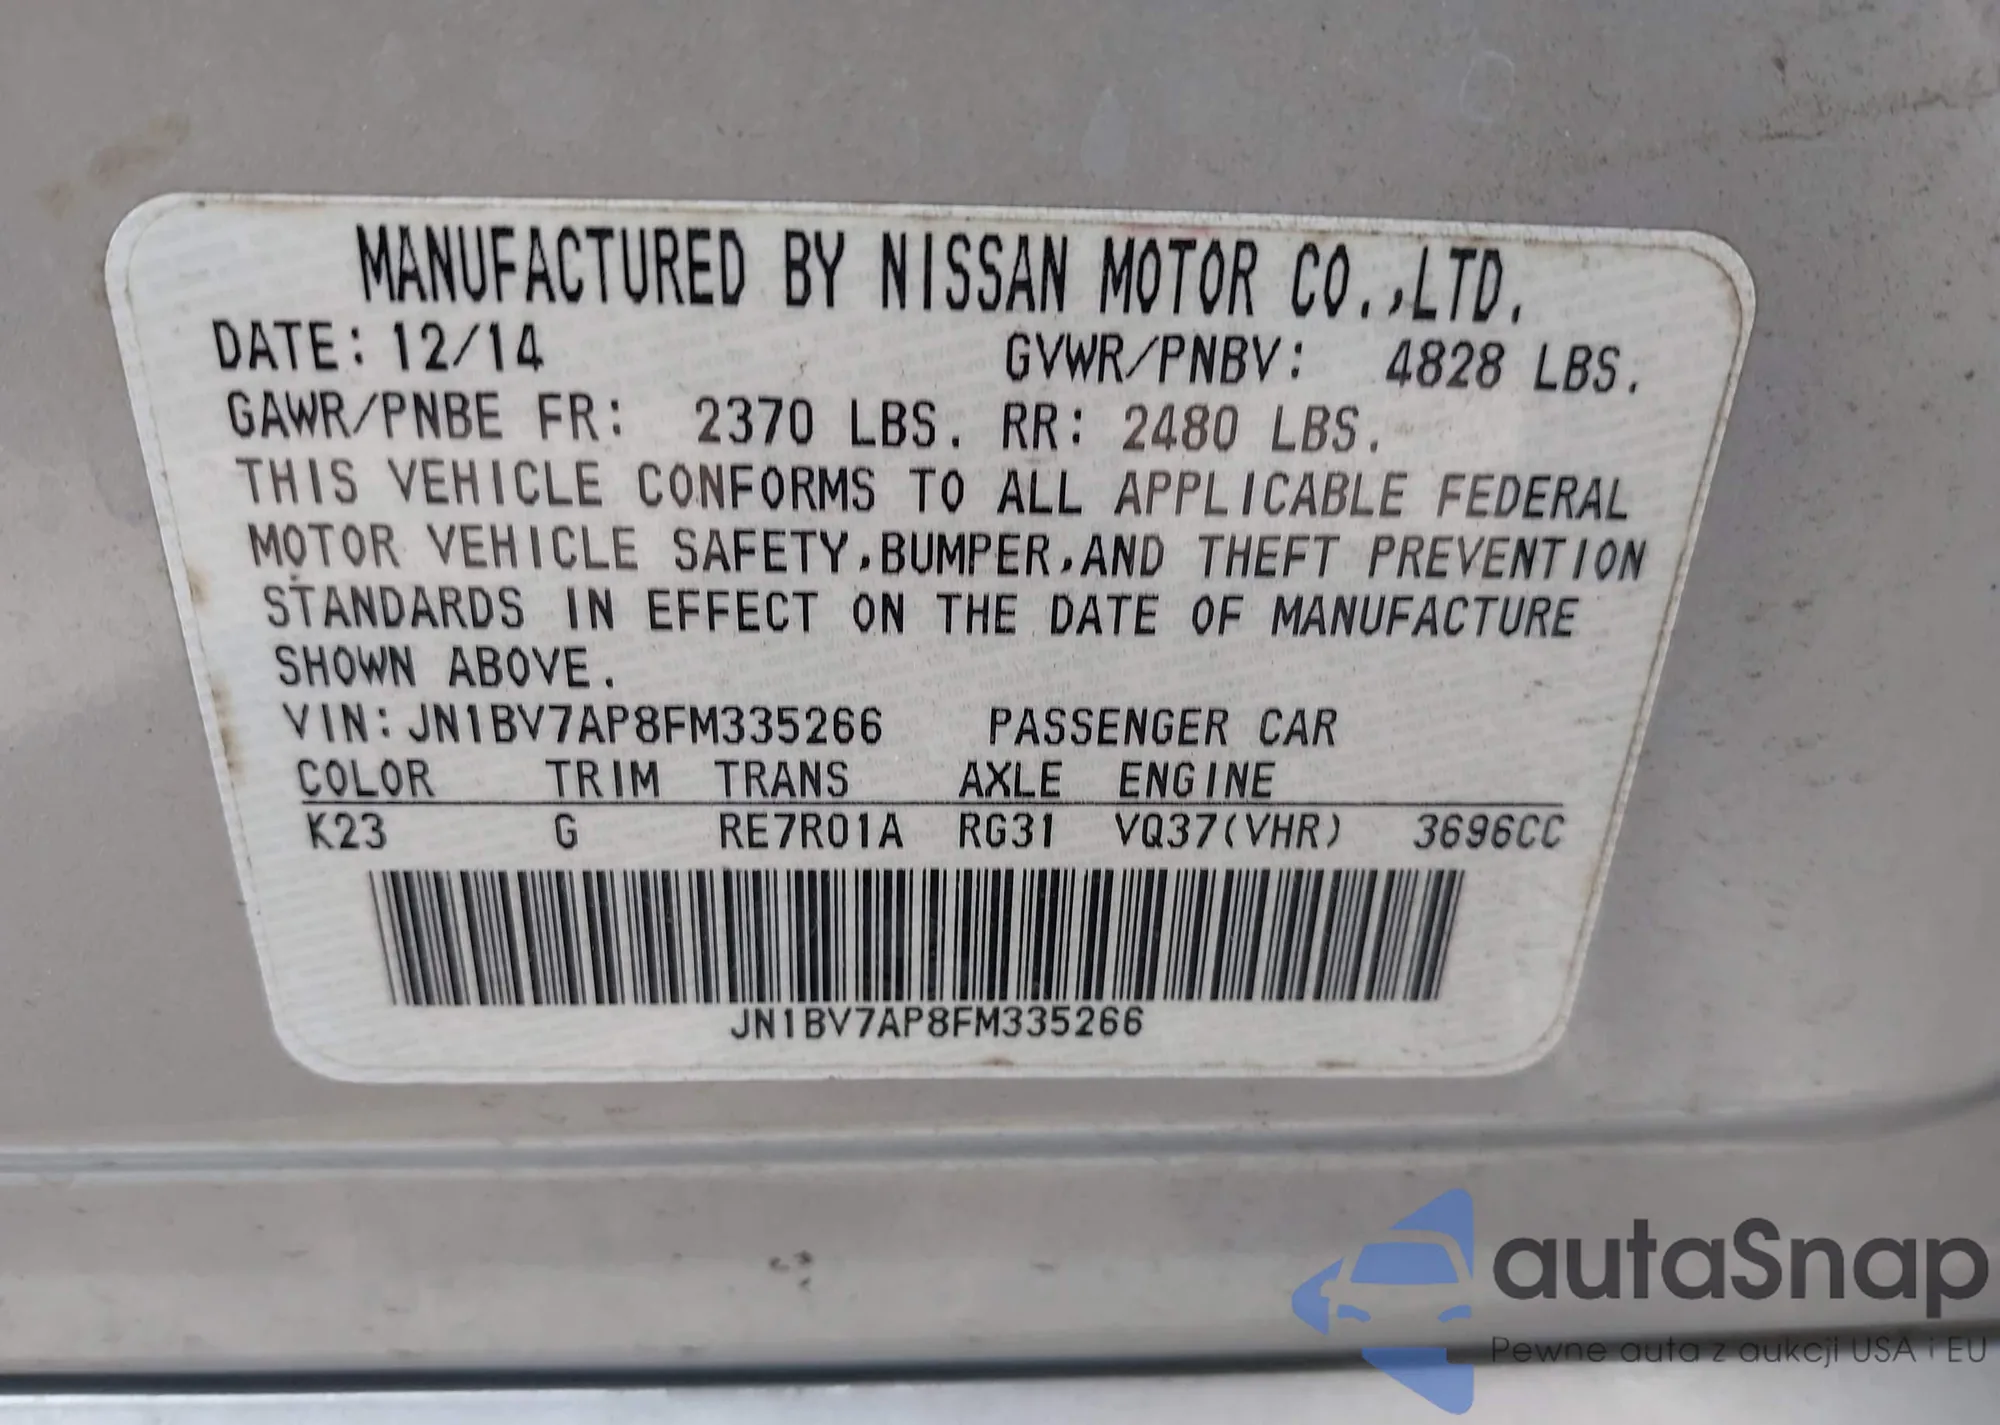 MANUFACTURED BY NISSAN MOTOR CO.,LTD.
DATE: 12/14 GVWR/PNBV: 4828 LBS.
GAWR/PNBE FR: 2370 LBS. RR: 2480 LBS.
THIS VEHICLE CONFORMS TO ALL APPLICABLE FEDERAL
MOTOR VEHICLE SAFETY,BUMPER,AND THEFT PREVENTION
STANDARDS IN EFFECT ON THE DATE OF MANUFACTURE
SHOWN ABOVE.
VIN:JN1BV7AP8FM335266 PASSENGER CAR
COLOR TRIM TRANS AXLE ENGINE
K23 G RE7R01A RG31 VQ37(VHR) 3696CC
JN1BV7AP8FM335266
autaSnap
Pewne auta z aukcji USA i EU